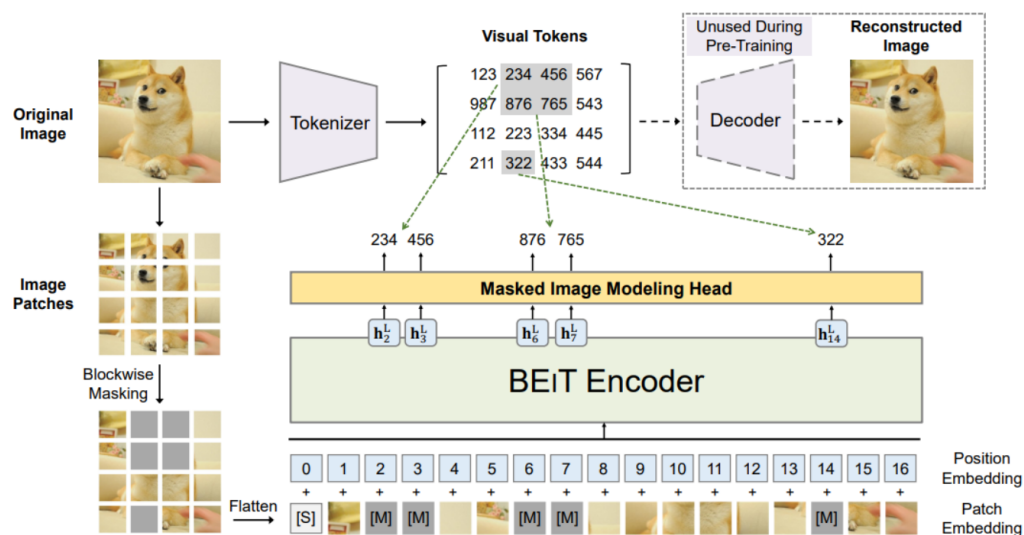 Unused During
Pre-Training
Reconstructed
Image
Visual Tokens
Original
Image
Tokenizer
123 234 456 567
987 876 765 543
112 223 334 445
211 322 433 544
Decoder
234 456 876 765 322
Image
Patches
Masked Image Modeling Head
h₂ᴸ h₃ᴸ h₆ᴸ h₇ᴸ h₁₄ᴸ
BEIT Encoder
Blockwise
Masking
Flatten
0 1 2 3 4 5 6 7 8 9 10 11 12 13 14 15 16
Position
Embedding
+ + + + + + + + + + + + + + + + +
[S] [M] [M] [M] [M] [M]
Patch
Embedding